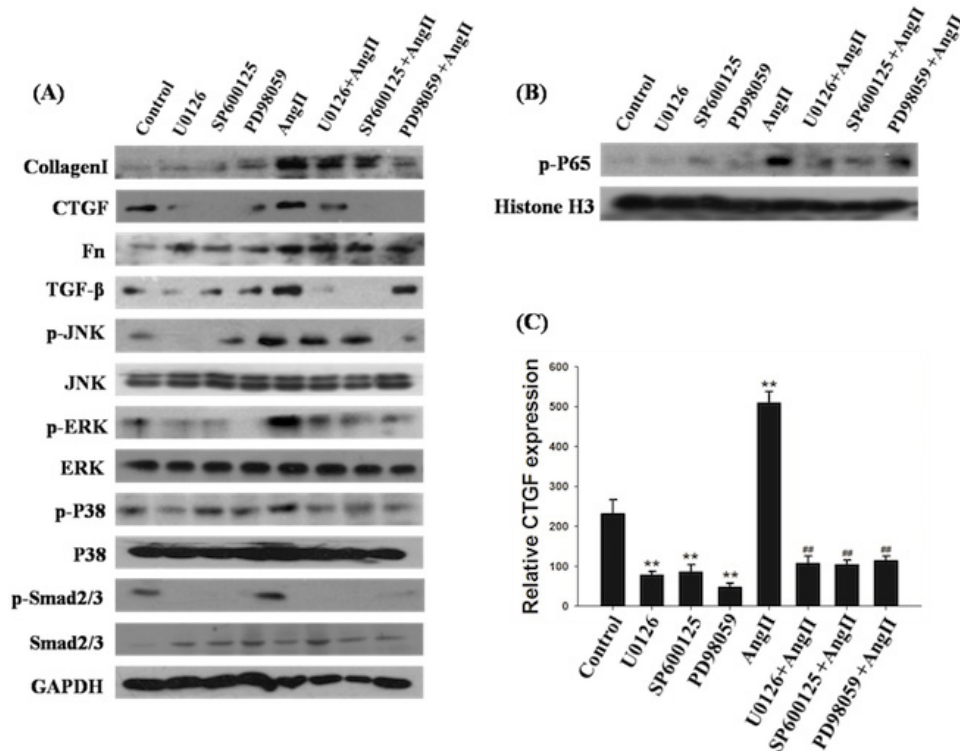 (A)
Control
U0126
SP600125
PD98059
AngII
U0126+AngII
SP600125+AngII
PD98059+AngII
CollagenI
CTGF
Fn
TGF-β
p-JNK
JNK
p-ERK
ERK
p-P38
P38
p-Smad2/3
Smad2/3
GAPDH
(B)
Control
U0126
SP600125
PD98059
AngII
U0126+AngII
SP600125+AngII
PD98059+AngII
p-P65
Histone H3
(C)
Relative CTGF expression
600
500
400
300
200
100
0
**
**
**
**
##
##
##
Control
U0126
SP600125
PD98059
AngII
U0126+AngII
SP600125+AngII
PD98059+AngII